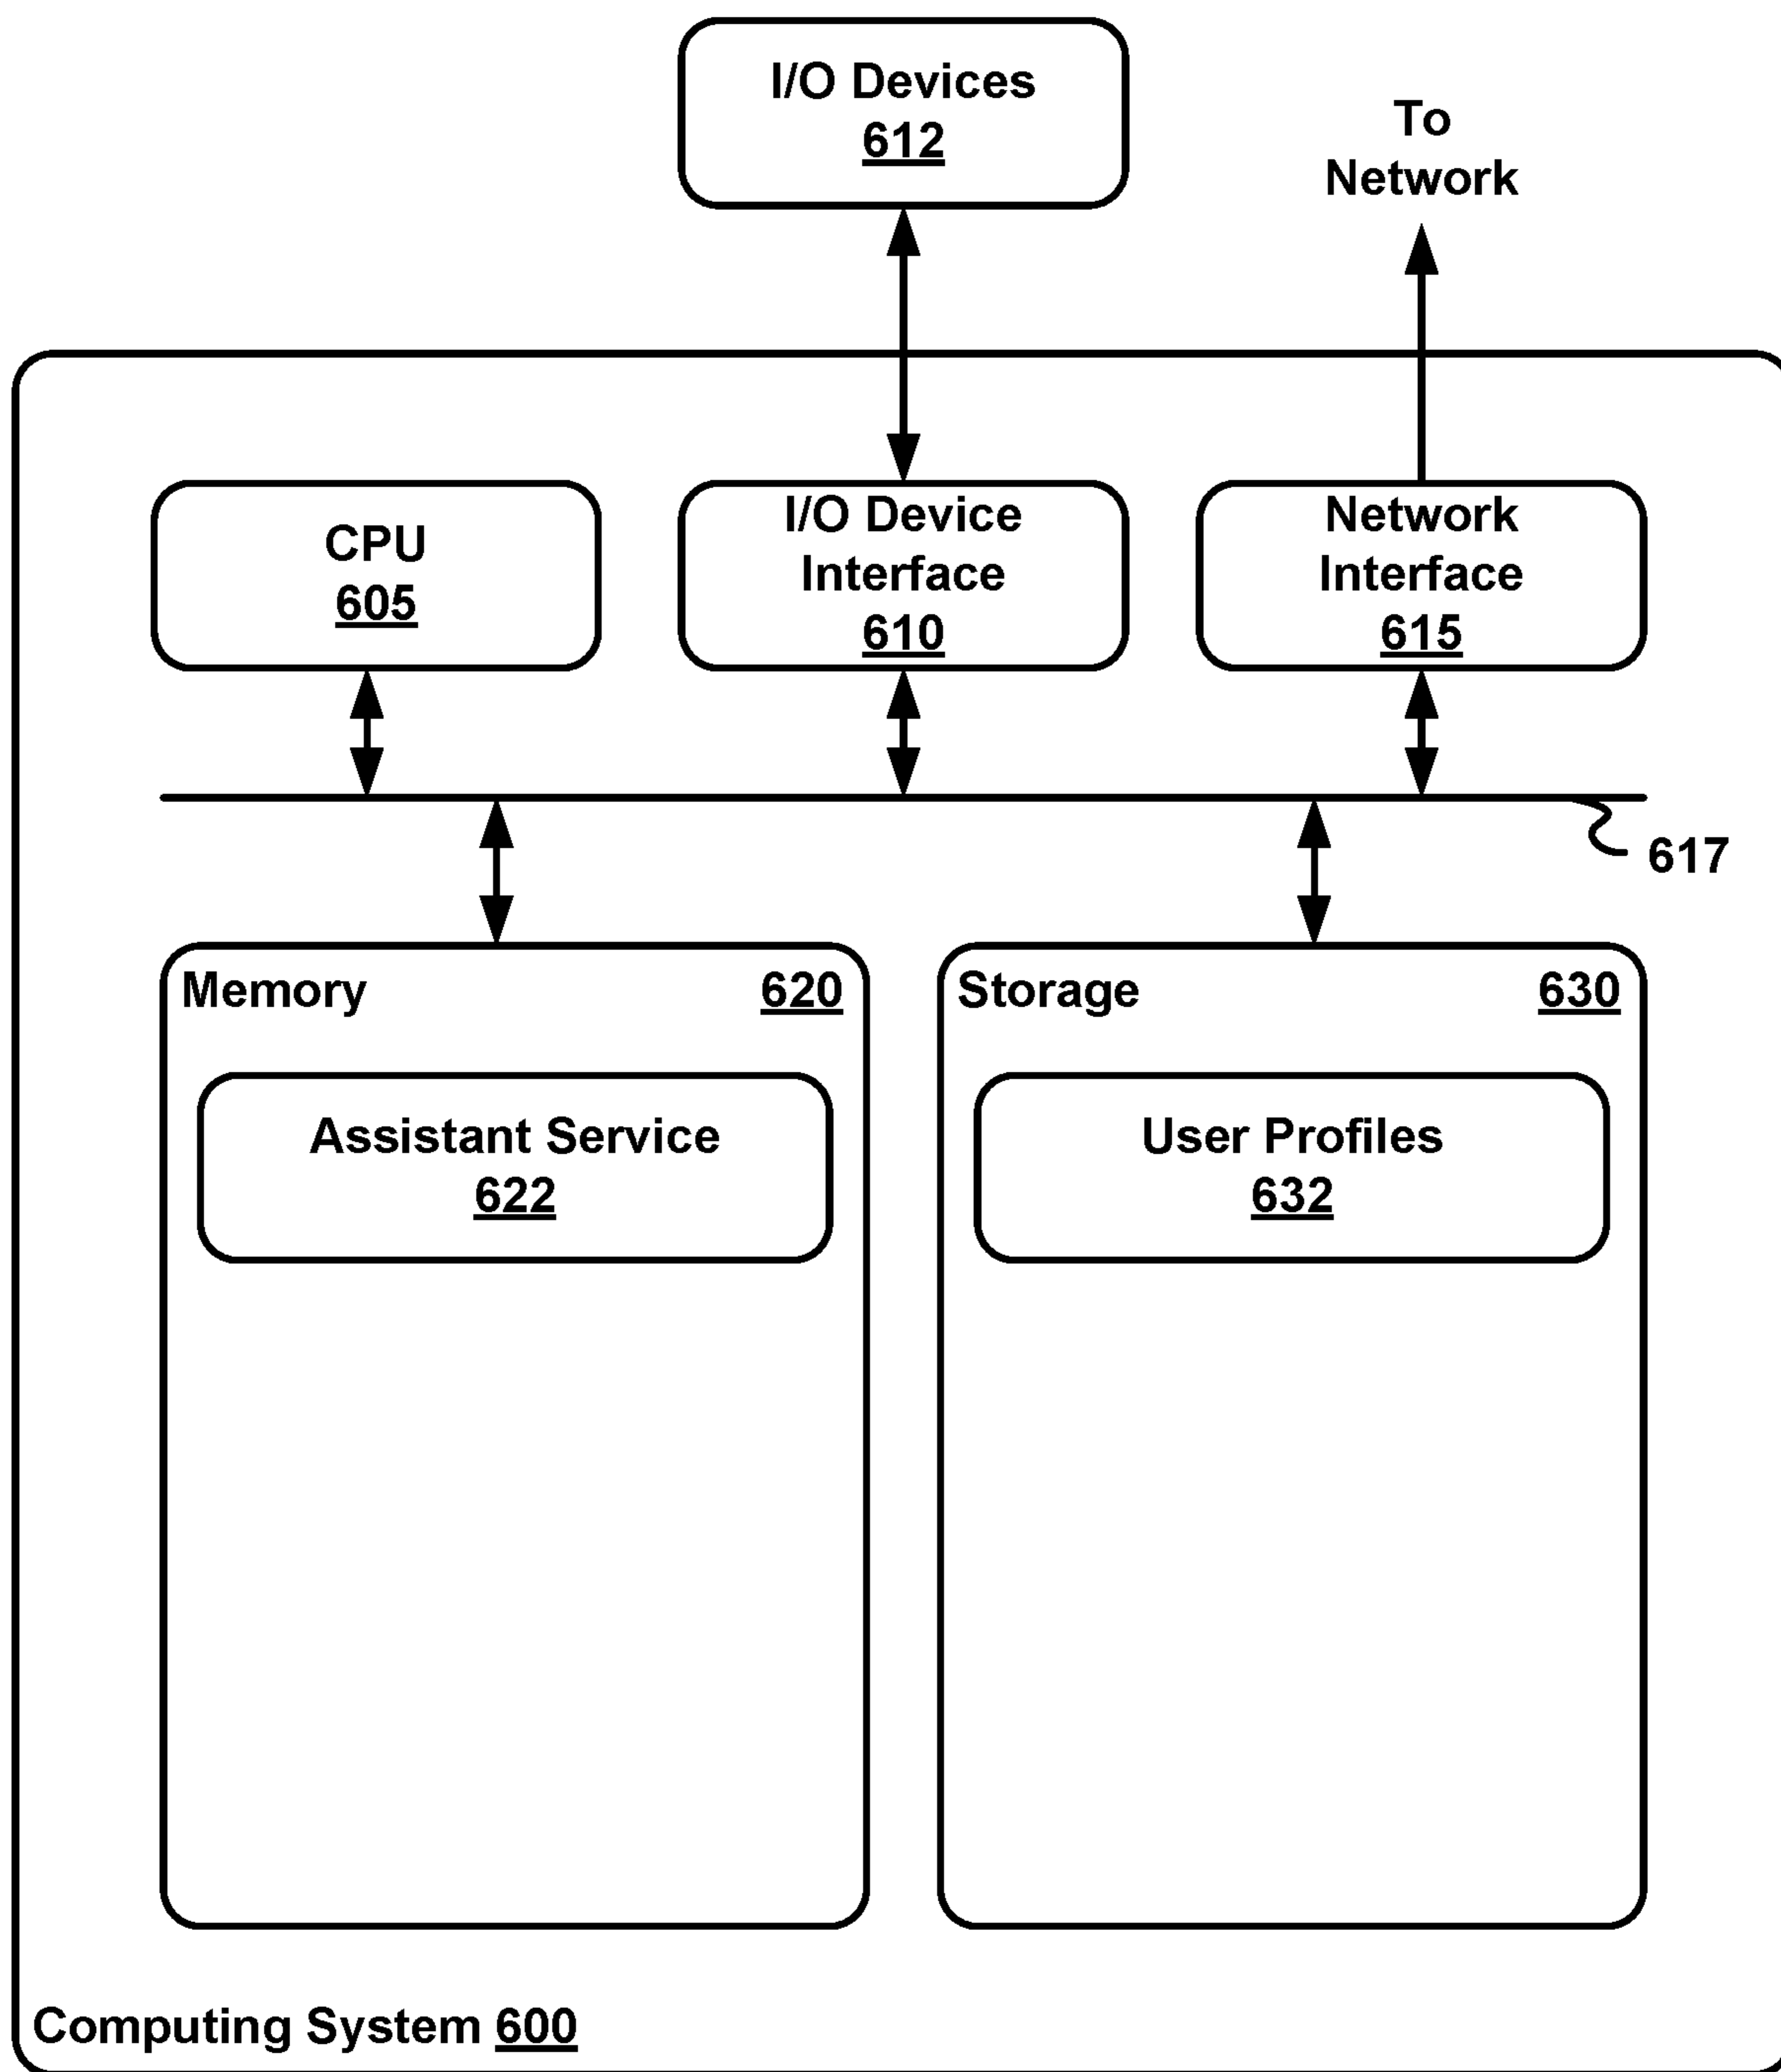 I/O Devices
612
To
Network
CPU
605
I/O Device
Interface
610
Network
Interface
615
617
Memory
620
Storage
630
Assistant Service
622
User Profiles
632
Computing System 600